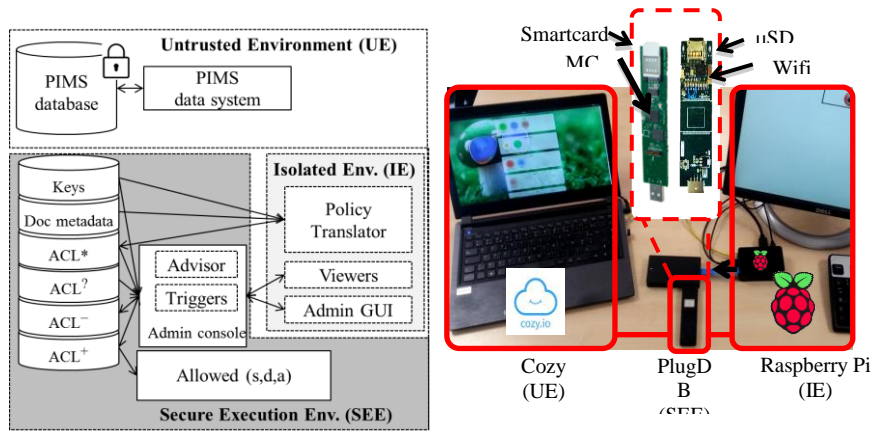 Untrusted Environment (UE)
PIMS
database
PIMS
data system
Isolated Env. (IE)
Keys
Doc metadata
ACL*
ACL?
ACL−
ACL+
Policy
Translator
Advisor
Triggers
Admin console
Viewers
Admin GUI
Allowed (s,d,a)
Secure Execution Env. (SEE)
Smartcard
MC
µSD
Wifi
DELL
cozy.io
Cozy
(UE)
PlugD
B
(SEE)
Raspberry Pi
(IE)